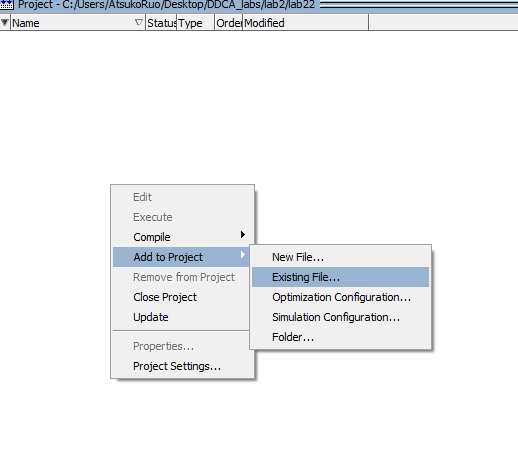 Project - C:/Users/AtsukoRuo/Desktop/DDCA_labs/lab2/lab22
Name Status Type Order Modified
Edit
Execute
Compile
Add to Project
Remove from Project
Close Project
Update
Properties...
Project Settings...
New File...
Existing File...
Optimization Configuration...
Simulation Configuration...
Folder...